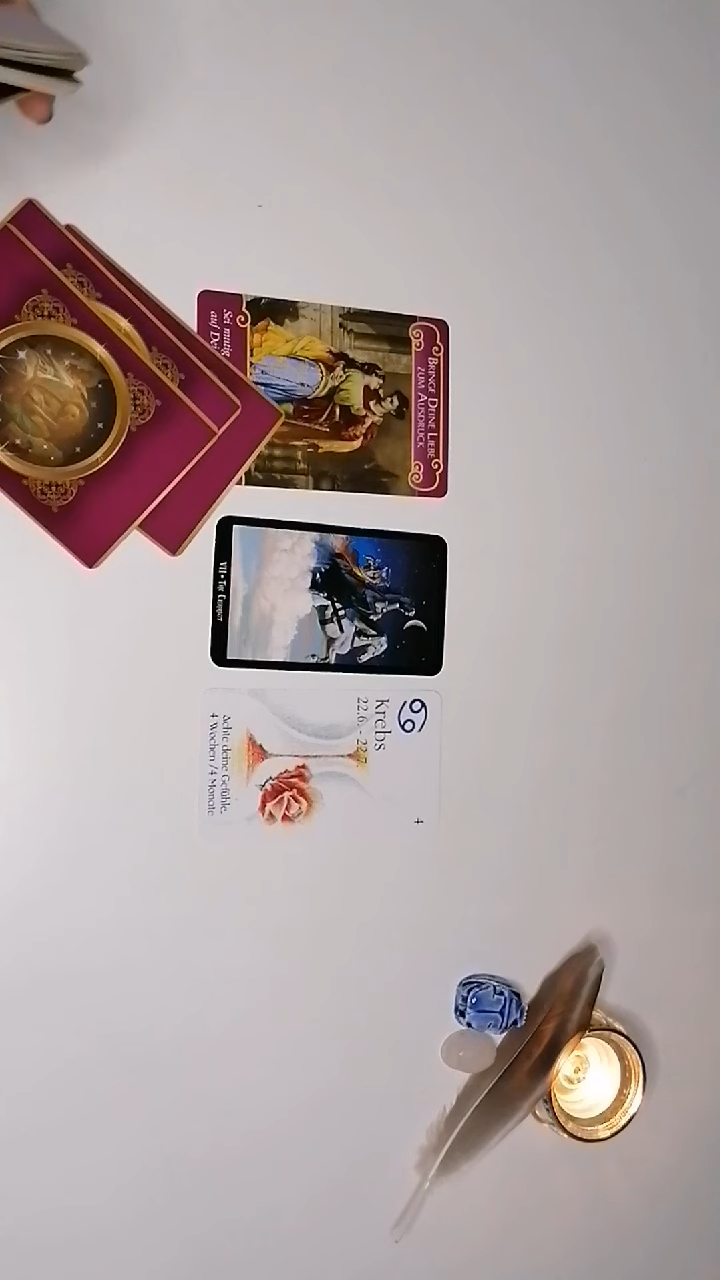 BRINGE DEINE LIEBE
ZUM AUSDRUCK
Sei mutig
auf
VII • The Chariot
Krebs
22.6. - 22.7.
4
achte deine Gefühle.
4 Wochen / 4 Monate